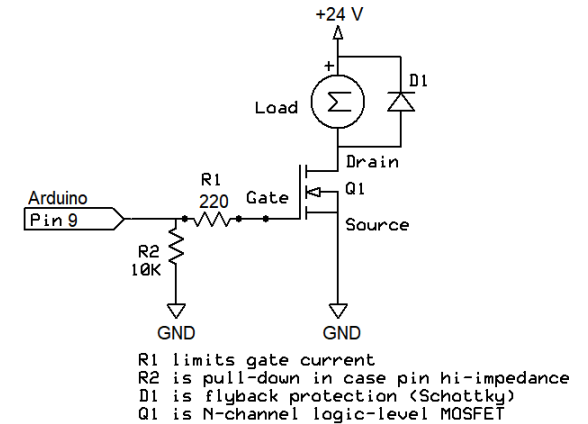 +24 V
+
D1
Load
Σ
Drain
R1
220
Gate
Q1
Arduino
Pin 9
Source
R2
10K
GND
GND
R1 limits gate current
R2 is pull-down in case pin hi-impedance
D1 is flyback protection (Schottky)
Q1 is N-channel logic-level MOSFET